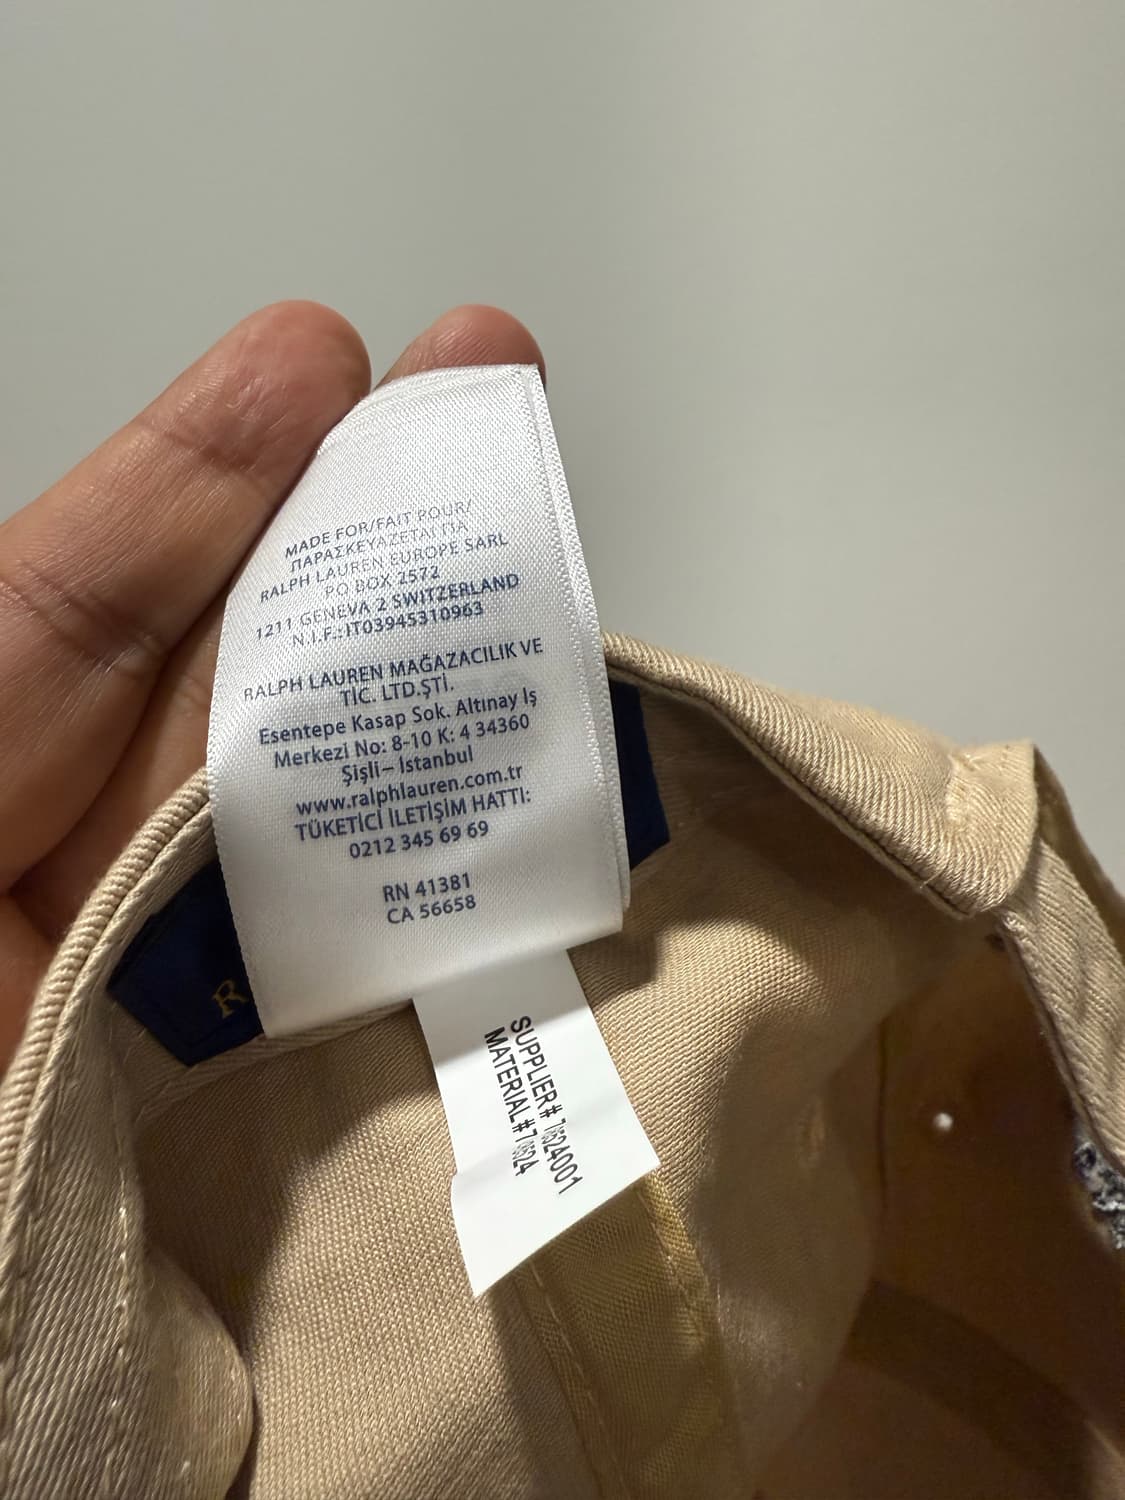 MADE FOR/FAIT POUR/
ΠΑΡΑΣΚΕΥΑΖΕΤΑΙ ΓΙΑ
RALPH LAUREN EUROPE SARL
PO BOX 2572
1211 GENEVA 2 SWITZERLAND
N.I.F.:IT03945310963
RALPH LAUREN MAĞAZACILIK VE
TİC. LTD.ŞTİ.
Esentepe Kasap Sok. Altınay Iş
Merkezi No: 8-10 K: 4 34360
Şişli– Istanbul
www.ralphlauren.com.tr
TÜKETİCİ İLETİŞİM HATTI:
0212 345 69 69
RN 41381
CA 56658
R
SUPPLIER#
MATERIAL#